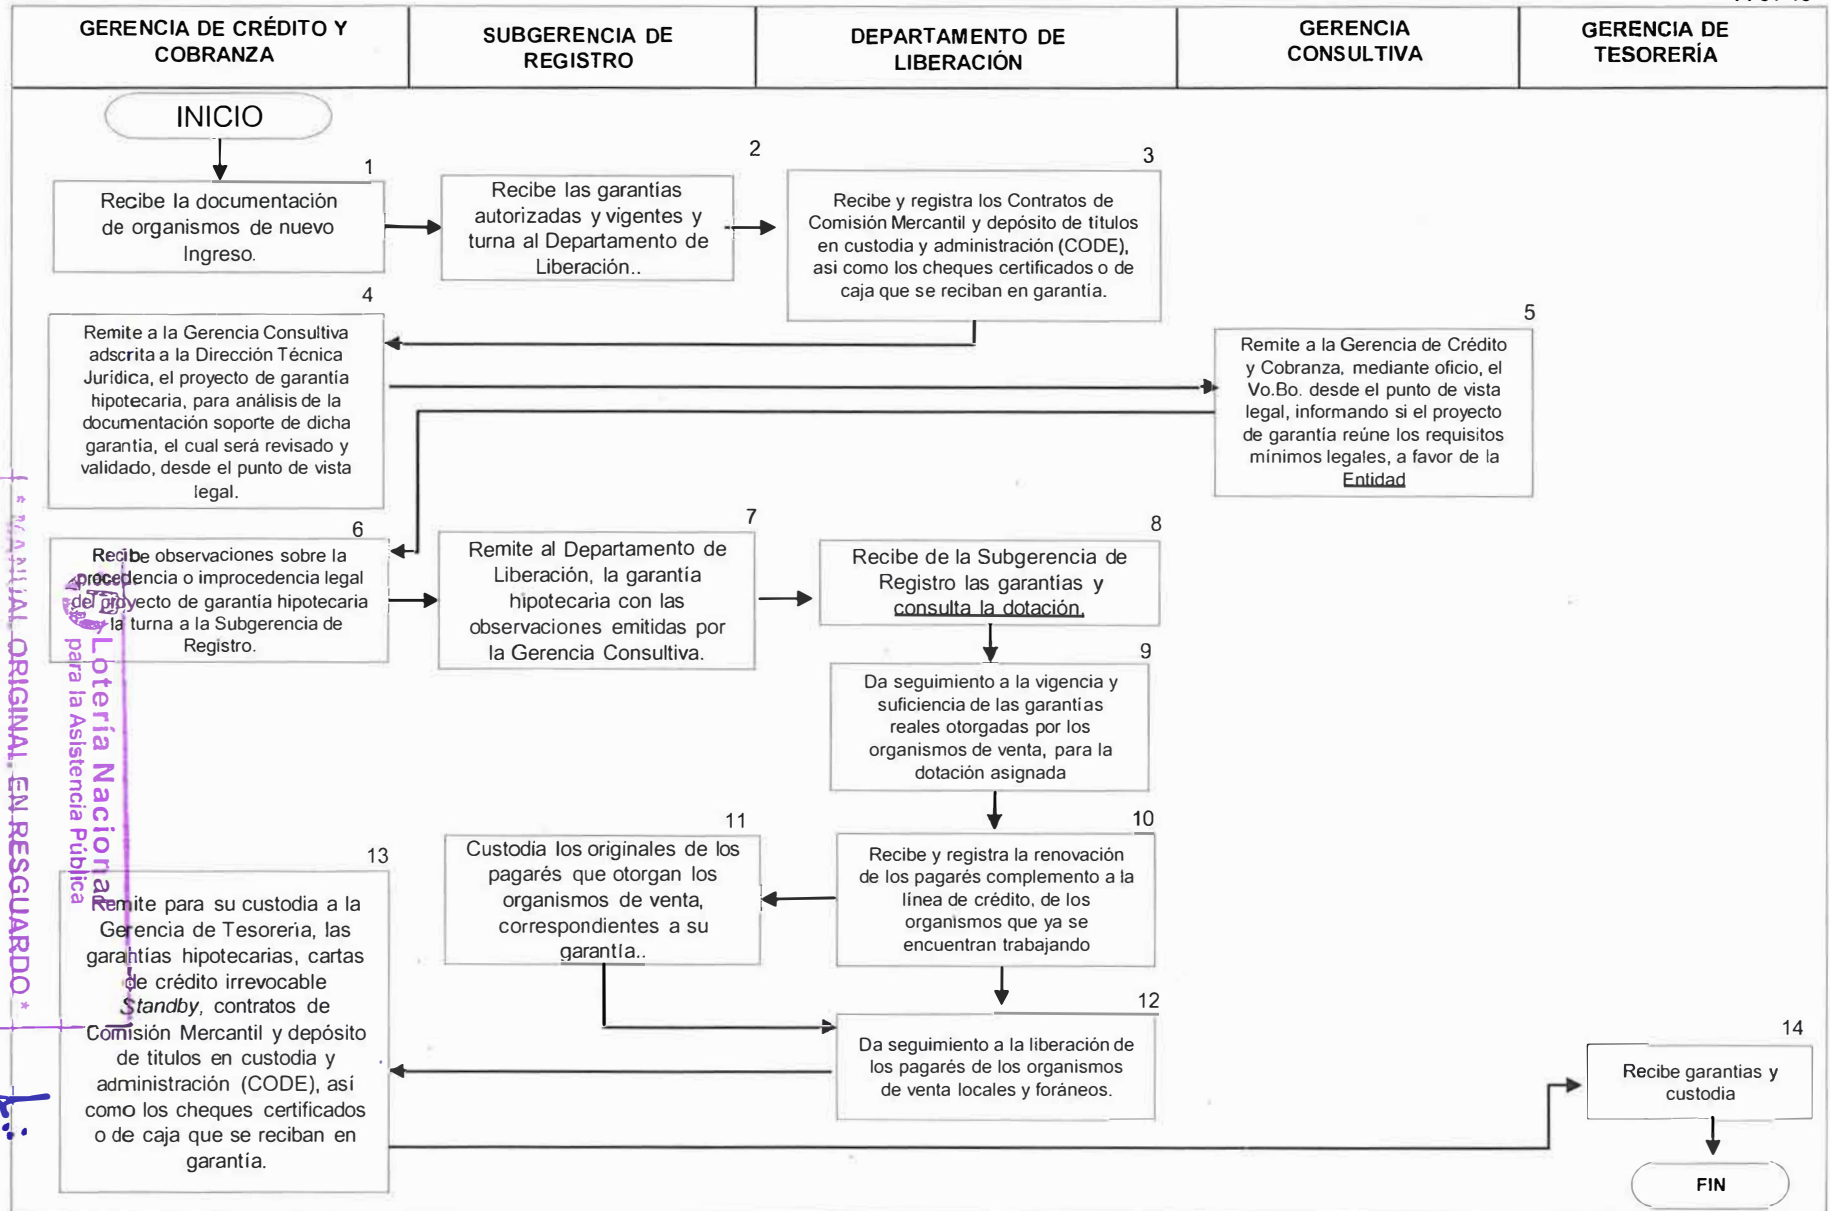 GERENCIA DE CRÉDITO Y
COBRANZA
SUBGERENCIA DE
REGISTRO
DEPARTAMENTO DE
LIBERACIÓN
GERENCIA
CONSULTIVA
GERENCIA DE
TESORERÍA
INICIO
1
Recibe la documentación
de organismos de nuevo
Ingreso.
2
Recibe las garantías
autorizadas y vigentes y
turna al Departamento de
Liberación..
3
Recibe y registra los Contratos de
Comisión Mercantil y depósito de títulos
en custodia y administración (CODE),
asi como los cheques certificados o de
caja que se reciban en garantía.
4
Remite a la Gerencia Consultiva
adscrita a la Dirección Técnica
Jurídica, el proyecto de garantía
hipotecaria, para análisis de la
documentación soporte de dicha
garantía, el cual será revisado y
validado, desde el punto de vista
legal.
5
Remite a la Gerencia de Crédito
y Cobranza, mediante oficio, el
Vo.Bo. desde el punto de vista
legal, informando si el proyecto
de garantía reúne los requisitos
mínimos legales, a favor de la
Entidad
6
Recibe observaciones sobre la
procedencia o improcedencia legal
del proyecto de garantía hipotecaria
la turna a la Subgerencia de
Registro.
7
Remite al Departamento de
Liberación, la garantía
hipotecaria con las
observaciones emitidas por
la Gerencia Consultiva.
8
Recibe de la Subgerencia de
Registro las garantías y
consulta la dotación.
9
Da seguimiento a la vigencia y
suficiencia de las garantías
reales otorgadas por los
organismos de venta, para la
dotación asignada
10
Recibe y registra la renovación
de los pagarés complemento a la
línea de crédito, de los
organismos que ya se
encuentran trabajando
11
Custodía los originales de los
pagarés que otorgan los
organismos de venta,
correspondientes a su
garantía..
12
Da seguimiento a la liberación de
los pagarés de los organismos
de venta locales y foráneos.
13
Remite para su custodia a la
Gerencia de Tesorería, las
garantías hipotecarias, cartas
de crédito irrevocable
Standby, contratos de
Comisión Mercantil y depósito
de titulos en custodia y
administración (CODE), así
como los cheques certificados
o de caja que se reciban en
garantía.
14
Recibe garantias y
custodia
FIN
Lotería Nacional
para la Asistencia Pública
* MANUAL ORIGINAL EN RESGUARDO *